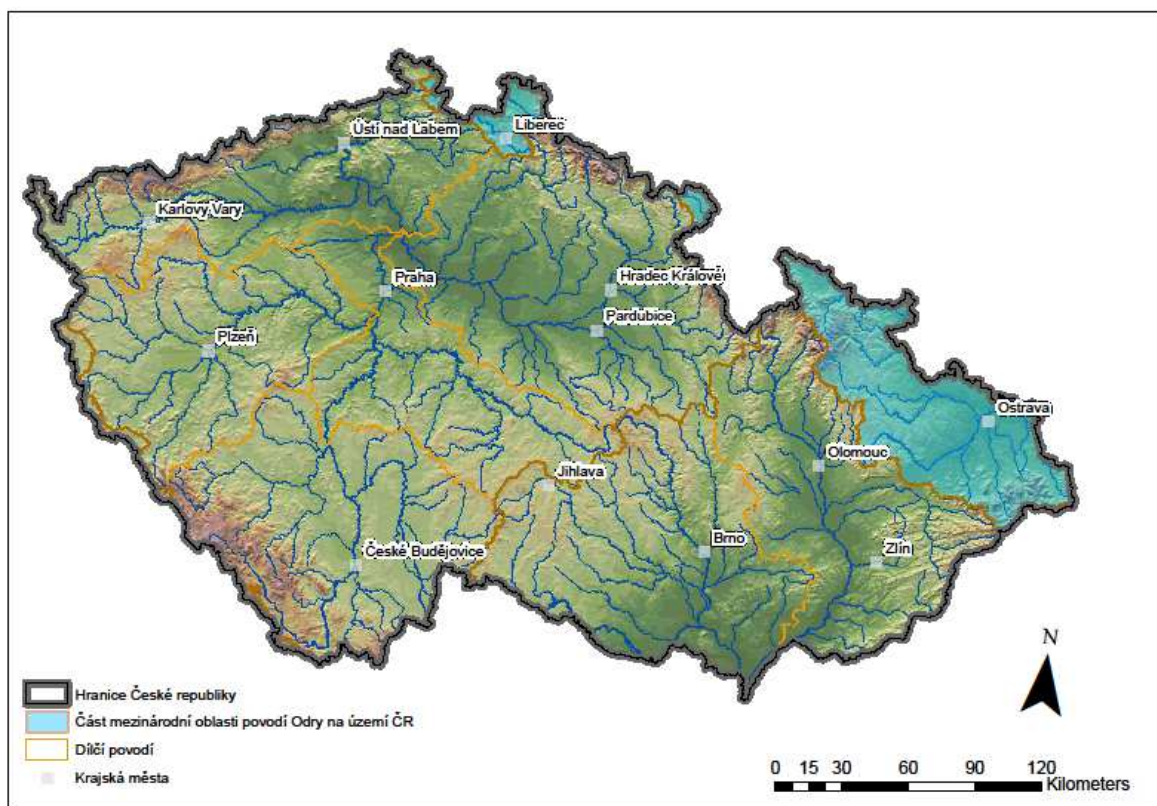 Ústí nad Labem
Liberec
Karlovy Vary
Praha
Hradec Králové
Pardubice
Plzeň
Ostrava
Olomouc
Jihlava
Brno
České Budějovice
Zlín
N
Hranice České republiky
Část mezinárodní oblasti povodí Odry na území ČR
Dílčí povodí
Krajská města
0 15 30 60 90 120
Kilometers